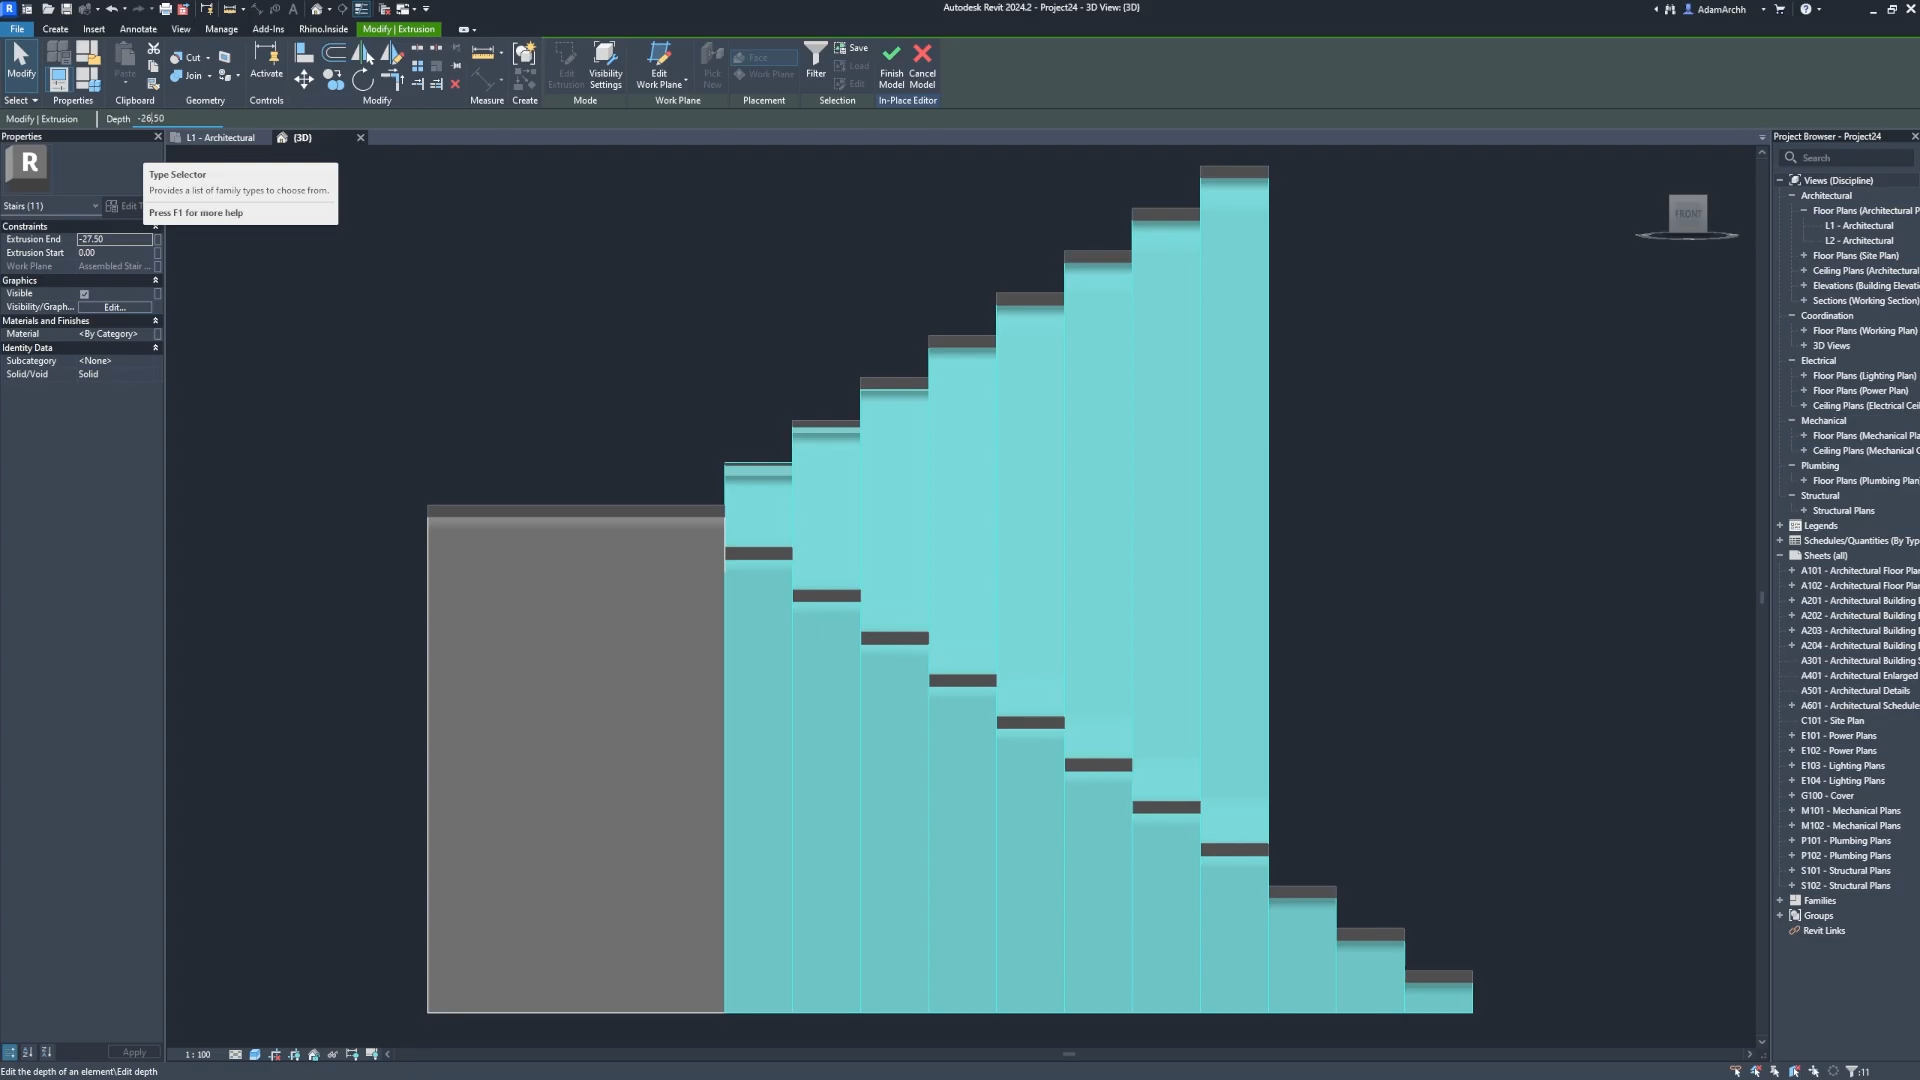 Autodesk Revit 2024.2 - Project24 - 3D View: {3D}
AdamArchh
File Create Insert Annotate View Manage Add-Ins Rhino.Inside Modify | Extrusion
Modify
Paste
Cut
Join
Activate
Edit Extrusion
Visibility Settings
Edit Work Plane
Pick New
Face
Work Plane
Filter
Save
Load
Edit
Finish Model
Cancel Model
Select Properties Clipboard Geometry Controls Modify Measure Create Mode Work Plane Placement Selection In-Place Editor
Modify | Extrusion Depth -26.50
Properties
L1 - Architectural
{3D}
Project Browser - Project24
R
Type Selector
Provides a list of family types to choose from.
Press F1 for more help
Stairs (11) Edit T
Constraints
Extrusion End -27.50
Extrusion Start 0.00
Work Plane Assembled Stair ...
Graphics
Visible
Visibility/Graph... Edit...
Materials and Finishes
Material <By Category>
Identity Data
Subcategory <None>
Solid/Void Solid
FRONT
Search
Views (Discipline)
Architectural
Floor Plans (Architectural P
L1 - Architectural
L2 - Architectural
Floor Plans (Site Plan)
Ceiling Plans (Architectural
Elevations (Building Elevati
Sections (Working Section)
Coordination
Floor Plans (Working Plan)
3D Views
Electrical
Floor Plans (Lighting Plan)
Floor Plans (Power Plan)
Ceiling Plans (Electrical Ceil
Mechanical
Floor Plans (Mechanical Pla
Ceiling Plans (Mechanical C
Plumbing
Floor Plans (Plumbing Plan
Structural
Structural Plans
Legends
Schedules/Quantities (By Typ
Sheets (all)
A101 - Architectural Floor Plan
A102 - Architectural Floor Plan
A201 - Architectural Building E
A202 - Architectural Building E
A203 - Architectural Building E
A204 - Architectural Building E
A301 - Architectural Building S
A401 - Architectural Enlarged
A501 - Architectural Details
A601 - Architectural Schedules
C101 - Site Plan
E101 - Power Plans
E102 - Power Plans
E103 - Lighting Plans
E104 - Lighting Plans
G100 - Cover
M101 - Mechanical Plans
M102 - Mechanical Plans
P101 - Plumbing Plans
P102 - Plumbing Plans
S101 - Structural Plans
S102 - Structural Plans
Families
Groups
Revit Links
Apply
1 : 100
Edit the depth of an element\Edit depth
:11